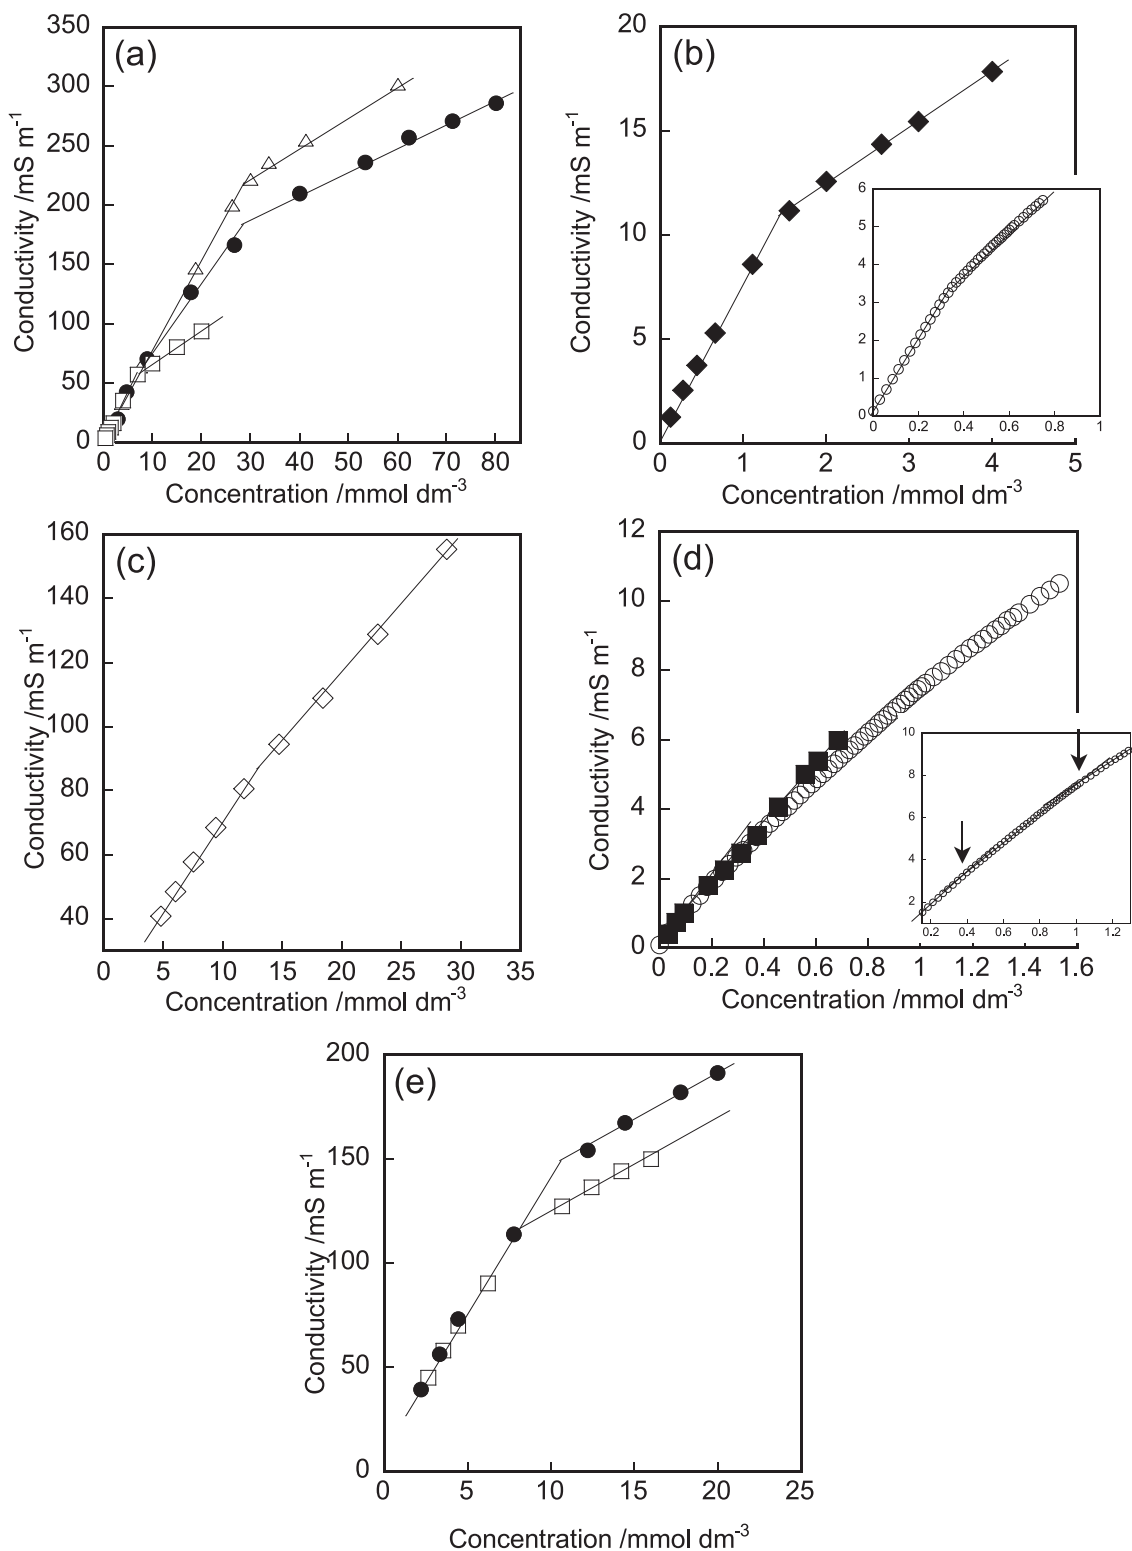 (a)
350
300
250
200
150
100
50
0
Conductivity /mS m-1
0 10 20 30 40 50 60 70 80
Concentration /mmol dm-3
(b)
20
15
10
5
0
Conductivity /mS m-1
0 1 2 3 4 5
Concentration /mmol dm-3
6
5
4
3
2
1
0
0 0.2 0.4 0.6 0.8 1
(c)
160
140
120
100
80
60
40
Conductivity /mS m-1
0 5 10 15 20 25 30 35
Concentration /mmol dm-3
(d)
12
10
8
6
4
2
0
Conductivity /mS m-1
0 0.2 0.4 0.6 0.8 1 1.2 1.4 1.6
Concentration /mmol dm-3
10
8
6
4
2
0.2 0.4 0.6 0.8 1 1.2
(e)
200
150
100
50
0
Conductivity /mS m-1
0 5 10 15 20 25
Concentration /mmol dm-3